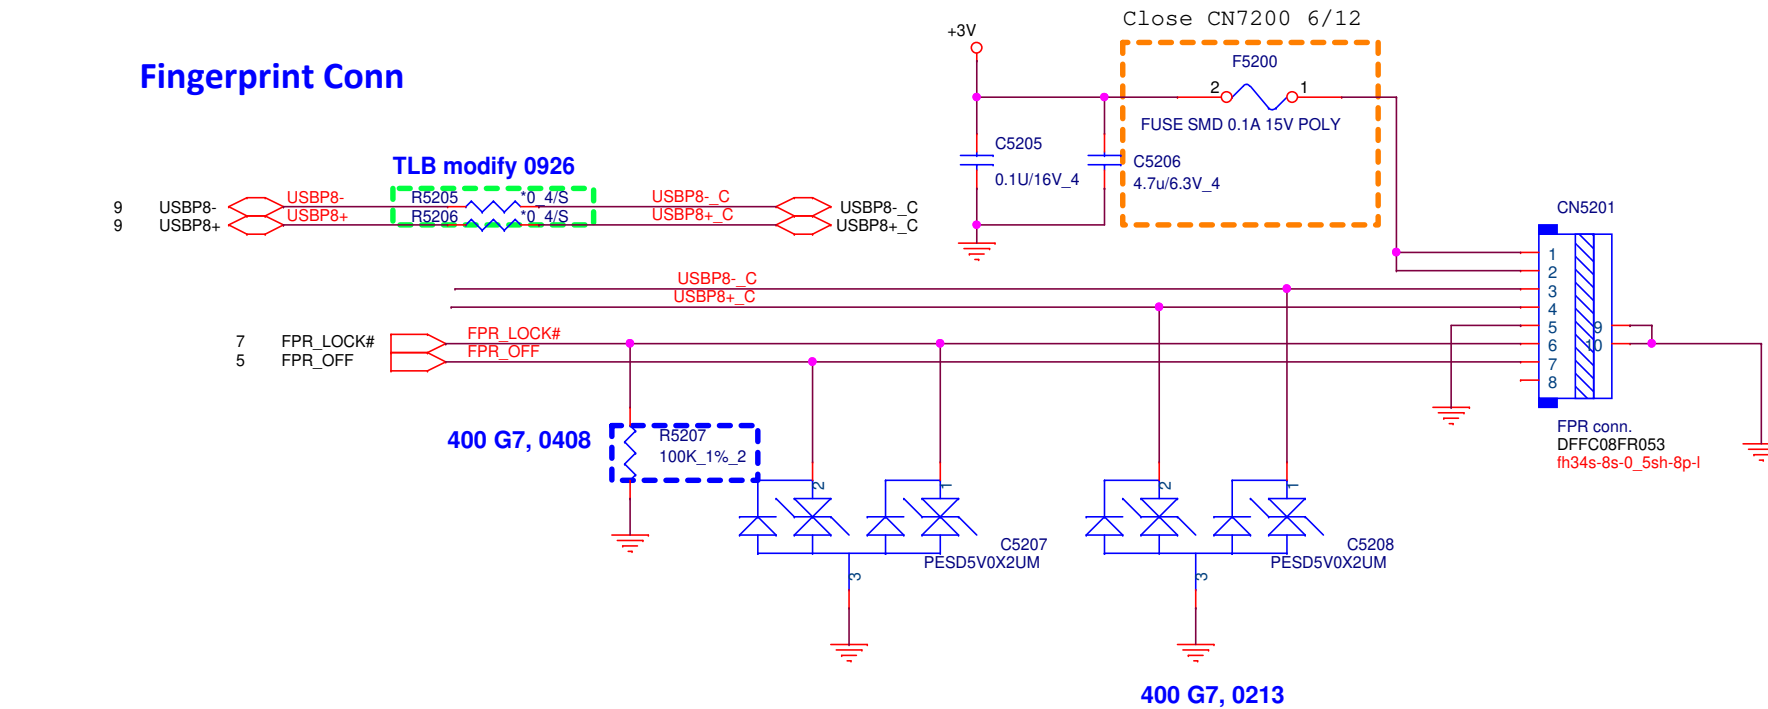 Close CN7200 6/12
+3V
Fingerprint Conn
F5200
2 1
FUSE SMD 0.1A 15V POLY
C5205
0.1U/16V_4
C5206
4.7u/6.3V_4
TLB modify 0926
9 USBP8- USBP8- R5205 *0_4/S USBP8-_C USBP8-_C
9 USBP8+ USBP8+ R5206 *0_4/S USBP8+_C USBP8+_C
CN5201
1
2
USBP8-_C 3
USBP8+_C 4
5 9
7 FPR_LOCK# FPR_LOCK# 6 10
5 FPR_OFF FPR_OFF 7
8
400 G7, 0408
R5207
100K_1%_2
FPR conn.
DFFC08FR053
fh34s-8s-0_5sh-8p-l
2 1 2 1
C5207
PESD5V0X2UM
C5208
PESD5V0X2UM
3 3
400 G7, 0213